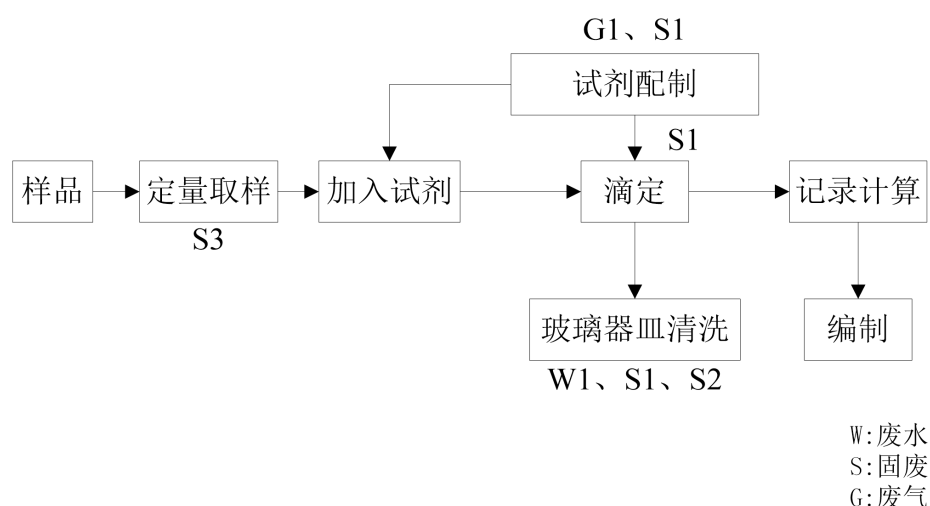 G1、S1
试剂配制
S1
样品
定量取样
加入试剂
滴定
记录计算
S3
玻璃器皿清洗
编制
W1、S1、S2
W:废水
S:固废
G:废气